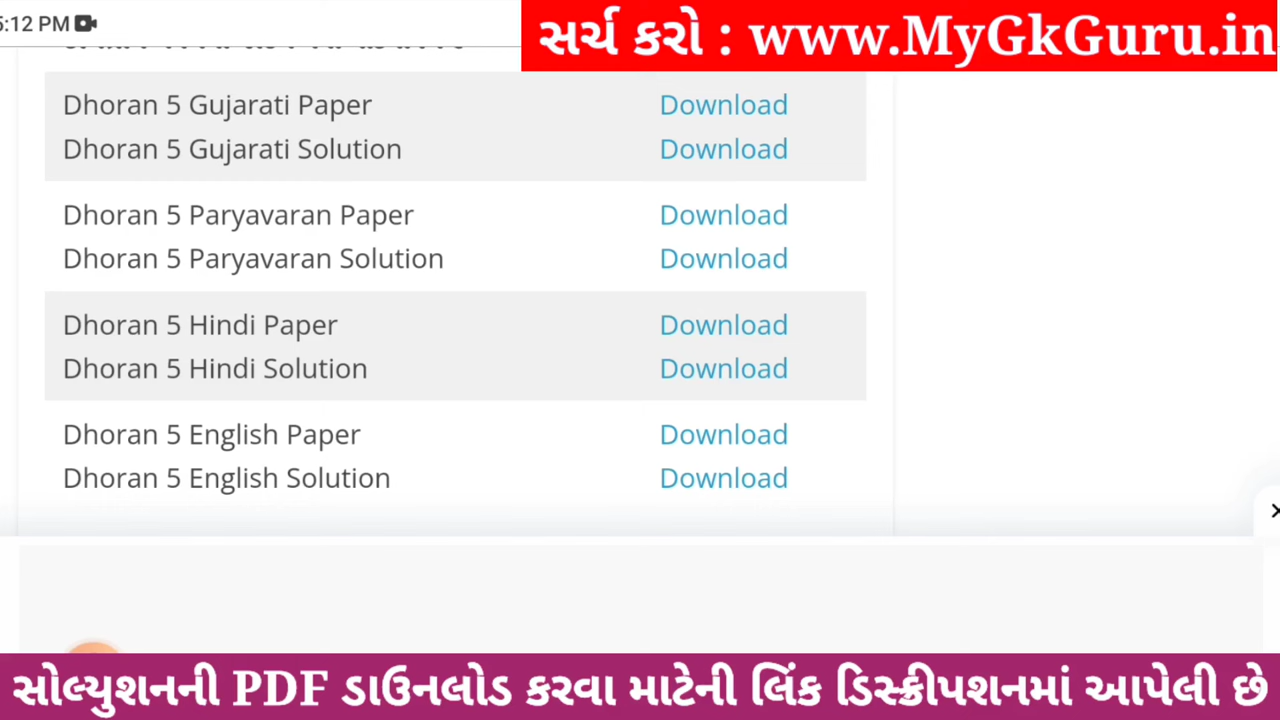 5:12 PM
સર્ચ કરો : www.MyGkGuru.in
Dhoran 5 Gujarati Paper Download
Dhoran 5 Gujarati Solution Download
Dhoran 5 Paryavaran Paper Download
Dhoran 5 Paryavaran Solution Download
Dhoran 5 Hindi Paper Download
Dhoran 5 Hindi Solution Download
Dhoran 5 English Paper Download
Dhoran 5 English Solution Download
સોલ્યુશનની PDF ડાઉનલોડ કરવા માટેની લિંક ડિસ્ક્રીપશનમાં આપેલી છે